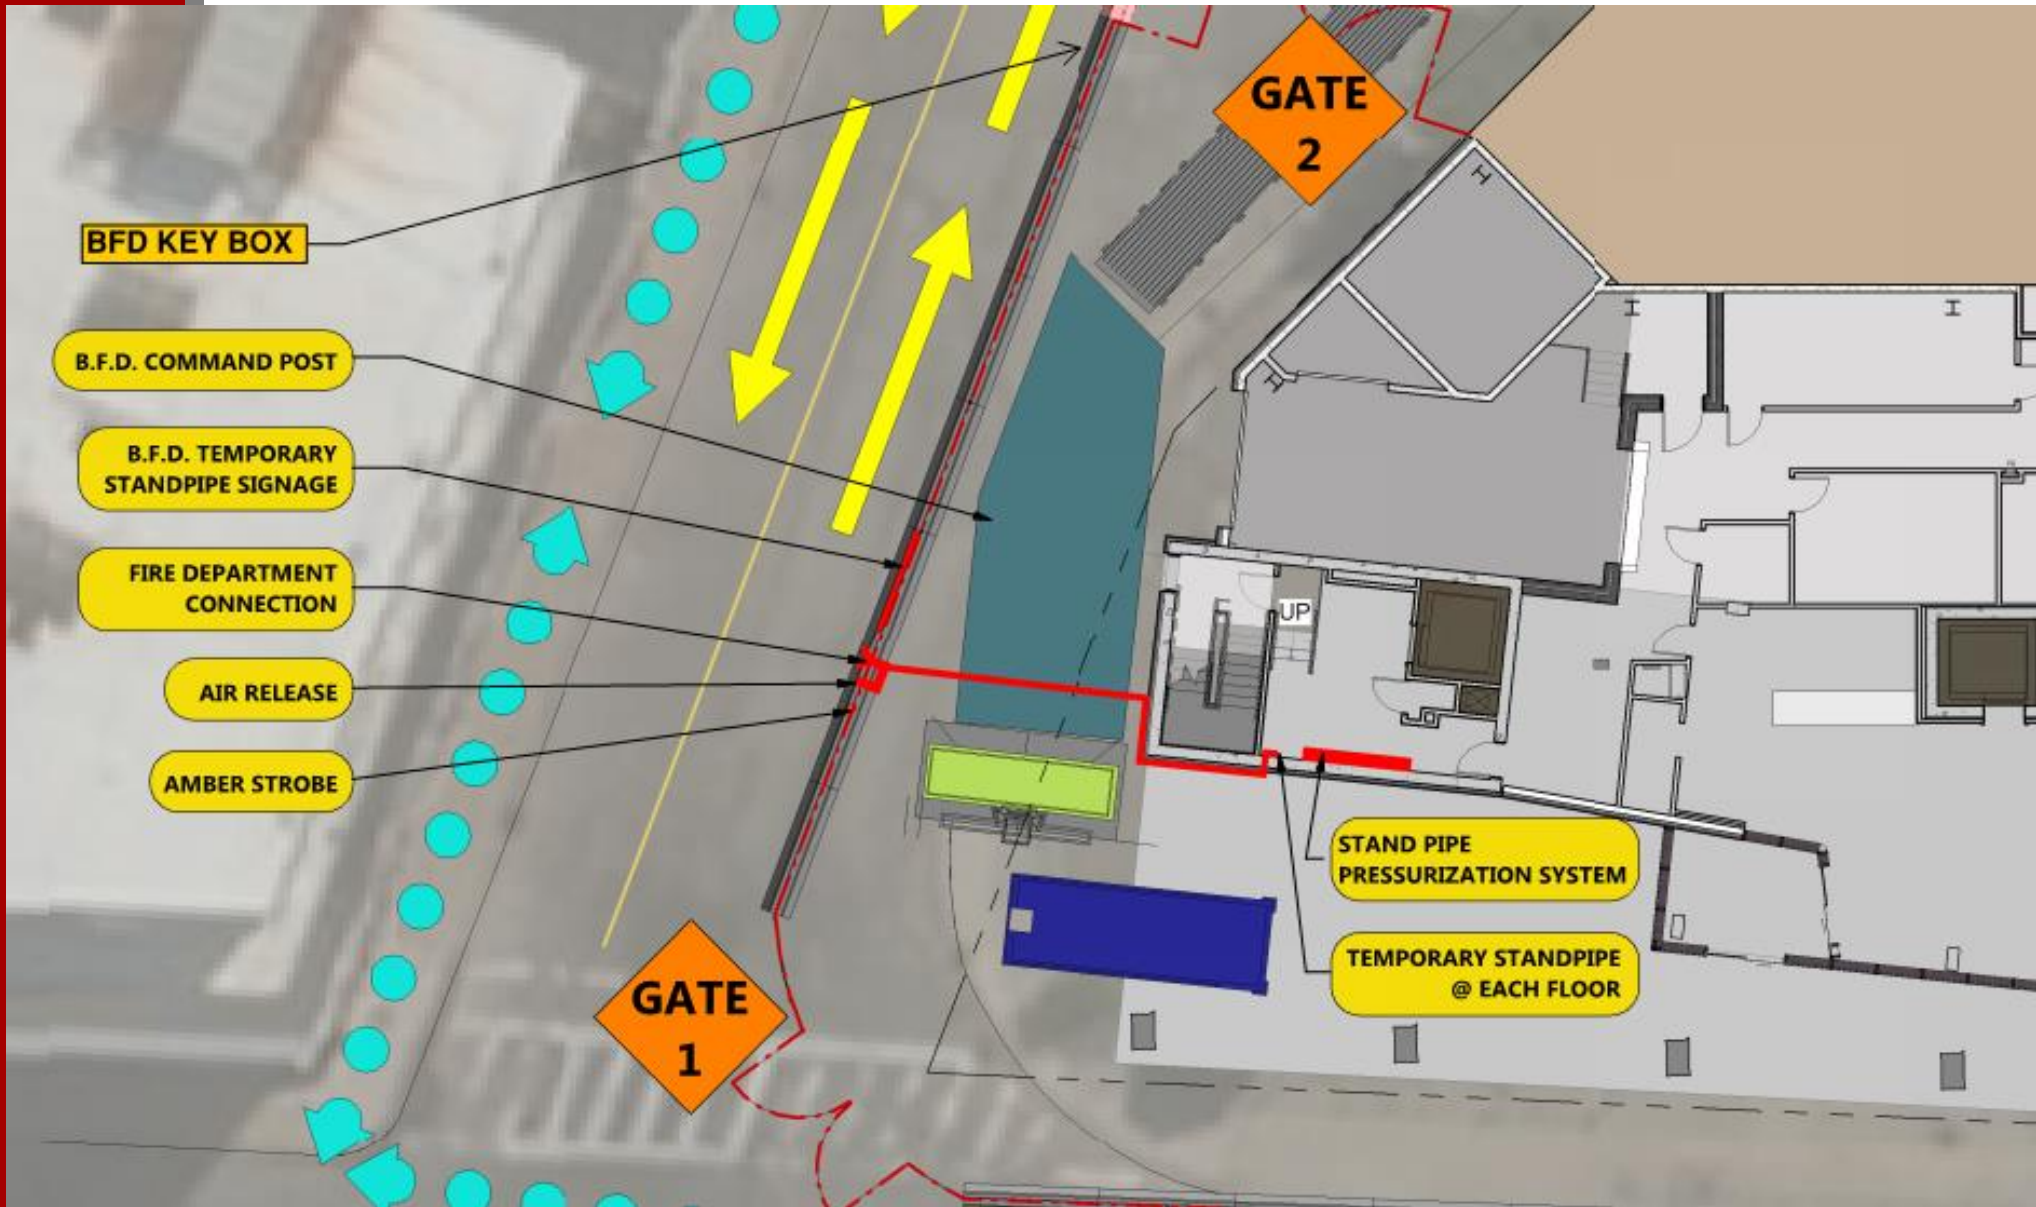 GATE
2
BFD KEY BOX
B.F.D. COMMAND POST
B.F.D. TEMPORARY
STANDPIPE SIGNAGE
FIRE DEPARTMENT
CONNECTION
AIR RELEASE
AMBER STROBE
UP
STAND PIPE
PRESSURIZATION SYSTEM
TEMPORARY STANDPIPE
@ EACH FLOOR
GATE
1